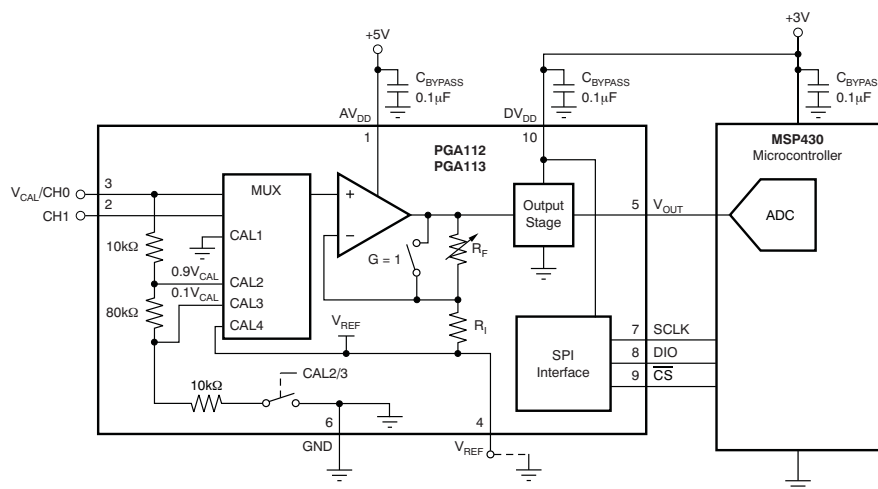 +3V
+5V
C_BYPASS
0.1μF
C_BYPASS
0.1μF
C_BYPASS
0.1μF
AV_DD
DV_DD
1
10
PGA112
PGA113
MSP430
Microcontroller
V_CAL/CH0
3
MUX
CH1
2
+
Output
Stage
5
V_OUT
ADC
CAL1
10kΩ
−
G = 1
R_F
0.9V_CAL
CAL2
0.1V_CAL
CAL3
80kΩ
CAL4
V_REF
R_I
7
SCLK
SPI
Interface
8
DIO
9
CS
CAL2/3
10kΩ
6
4
GND
V_REF